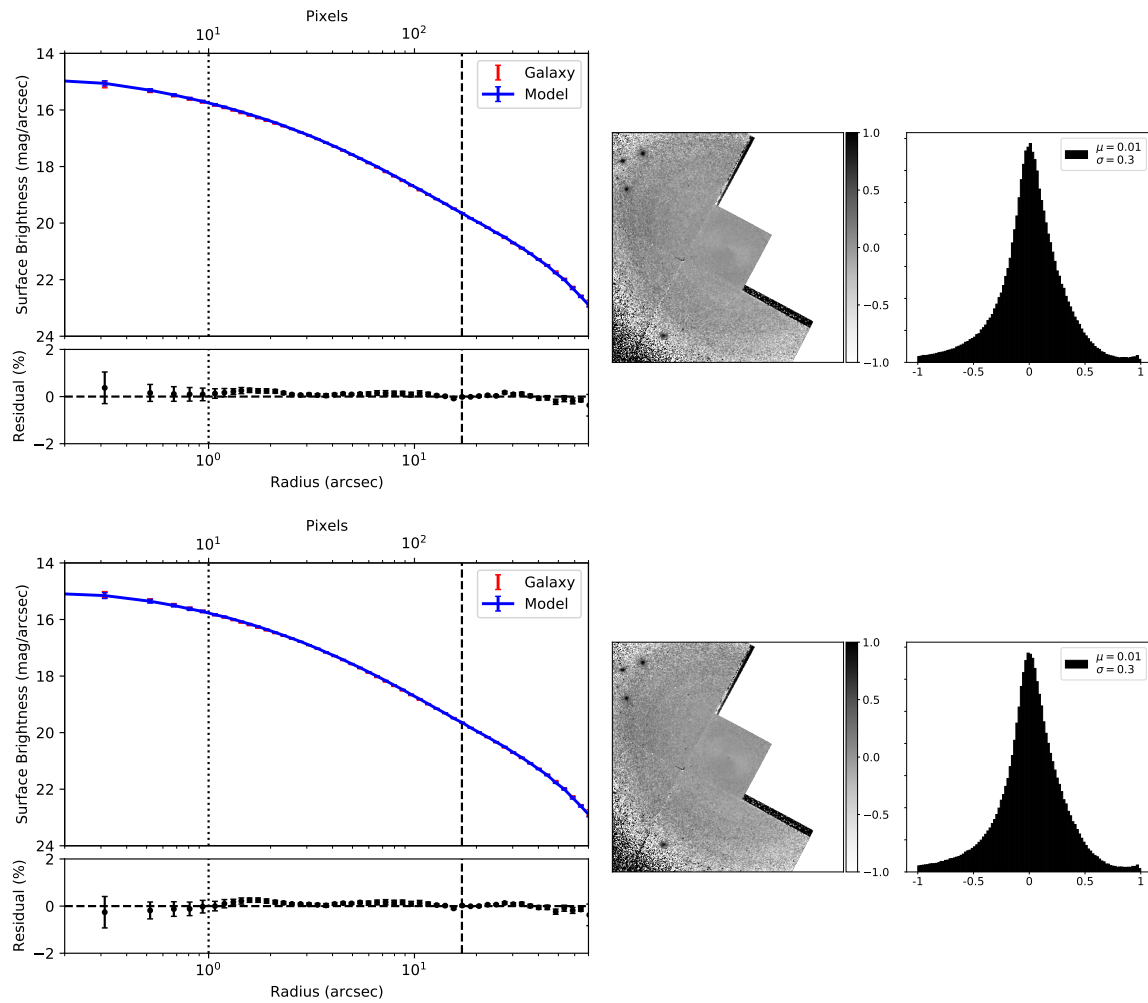 Pixels
10¹ 10²
14
16
18
20
22
24
Surface Brightness (mag/arcsec)
Galaxy
Model
2
0
−2
Residual (%)
10⁰ 10¹
Radius (arcsec)
1.0
0.5
0.0
−0.5
−1.0
μ = 0.01
σ = 0.3
-1 -0.5 0 0.5 1
Pixels
10¹ 10²
14
16
18
20
22
24
Surface Brightness (mag/arcsec)
Galaxy
Model
2
0
−2
Residual (%)
10⁰ 10¹
Radius (arcsec)
1.0
0.5
0.0
−0.5
−1.0
μ = 0.01
σ = 0.3
-1 -0.5 0 0.5 1